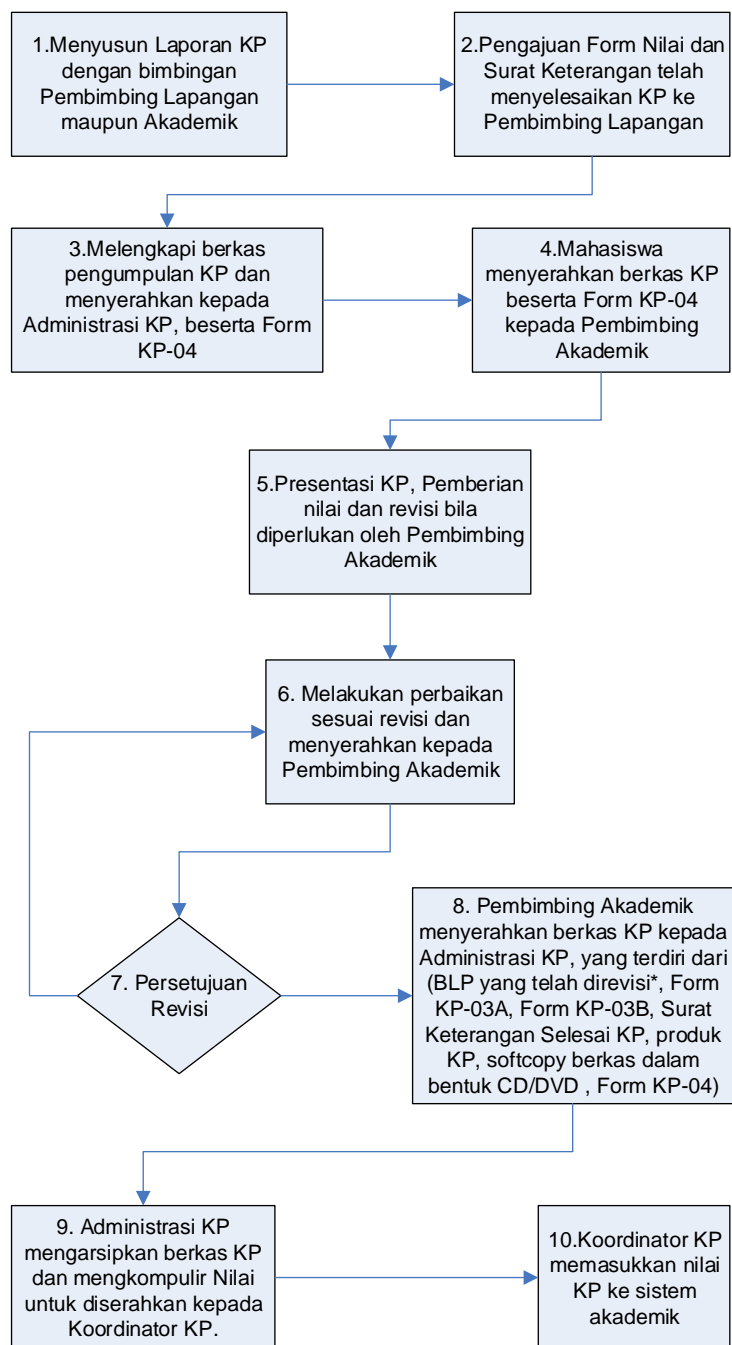 1.Menyusun Laporan KP
dengan bimbingan
Pembimbing Lapangan
maupun Akademik
2.Pengajuan Form Nilai dan
Surat Keterangan telah
menyelesaikan KP ke
Pembimbing Lapangan
3.Melengkapi berkas
pengumpulan KP dan
menyerahkan kepada
Administrasi KP, beserta Form
KP-04
4.Mahasiswa
menyerahkan berkas KP
beserta Form KP-04
kepada Pembimbing
Akademik
5.Presentasi KP, Pemberian
nilai dan revisi bila
diperlukan oleh Pembimbing
Akademik
6. Melakukan perbaikan
sesuai revisi dan
menyerahkan kepada
Pembimbing Akademik
7. Persetujuan
Revisi
8. Pembimbing Akademik
menyerahkan berkas KP kepada
Administrasi KP, yang terdiri dari
(BLP yang telah direvisi*, Form
KP-03A, Form KP-03B, Surat
Keterangan Selesai KP, produk
KP, softcopy berkas dalam
bentuk CD/DVD , Form KP-04)
9. Administrasi KP
mengarsipkan berkas KP
dan mengkompulir Nilai
untuk diserahkan kepada
Koordinator KP.
10.Koordinator KP
memasukkan nilai
KP ke sistem
akademik